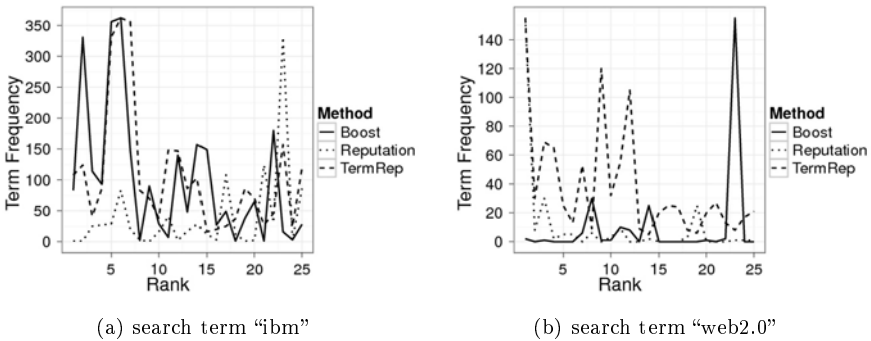 350
300
250
200
150
100
50
0
Term Frequency
5 10 15 20 25
Rank
Method
Boost
Reputation
TermRep
(a) search term “ibm”
140
120
100
80
60
40
20
0
Term Frequency
5 10 15 20 25
Rank
Method
Boost
Reputation
TermRep
(b) search term “web2.0”